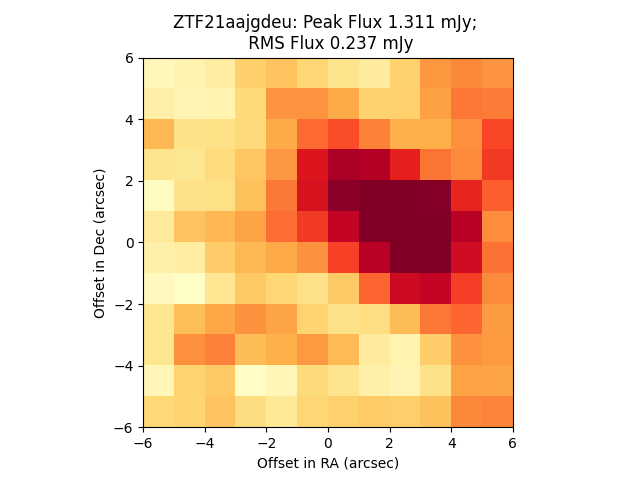 ZTF21aajgdeu: Peak Flux 1.311 mJy;
RMS Flux 0.237 mJy
6
4
2
0
−2
−4
−6
Offset in Dec (arcsec)
−6 −4 −2 0 2 4 6
Offset in RA (arcsec)